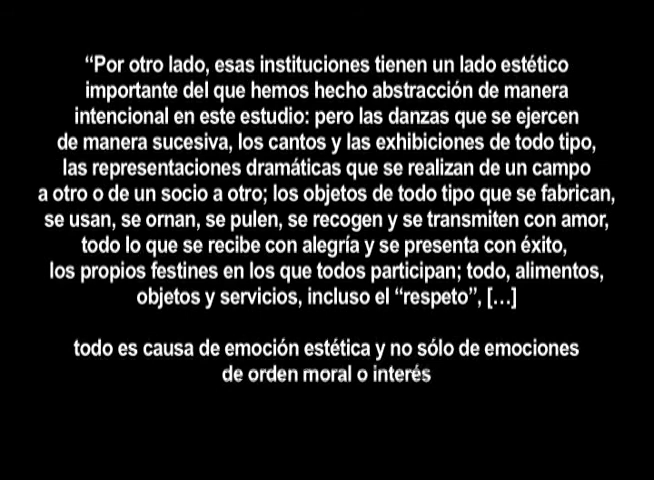 “Por otro lado, esas instituciones tienen un lado estético
importante del que hemos hecho abstracción de manera
intencional en este estudio: pero las danzas que se ejercen
de manera sucesiva, los cantos y las exhibiciones de todo tipo,
las representaciones dramáticas que se realizan de un campo
a otro o de un socio a otro; los objetos de todo tipo que se fabrican,
se usan, se ornan, se pulen, se recogen y se transmiten con amor,
todo lo que se recibe con alegría y se presenta con éxito,
los propios festines en los que todos participan; todo, alimentos,
objetos y servicios, incluso el “respeto”, [...]
todo es causa de emoción estética y no sólo de emociones
de orden moral o interés